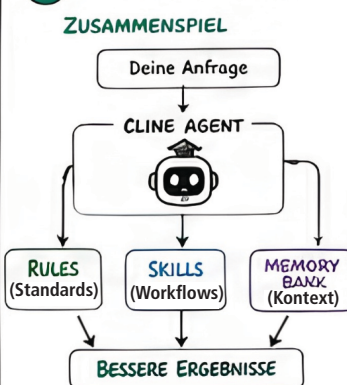 ZUSAMMENSPIEL
Deine Anfrage
CLINE AGENT
RULES
(Standards)
SKILLS
(Workflows)
MEMORY
BANK
(Kontext)
BESSERE ERGEBNISSE